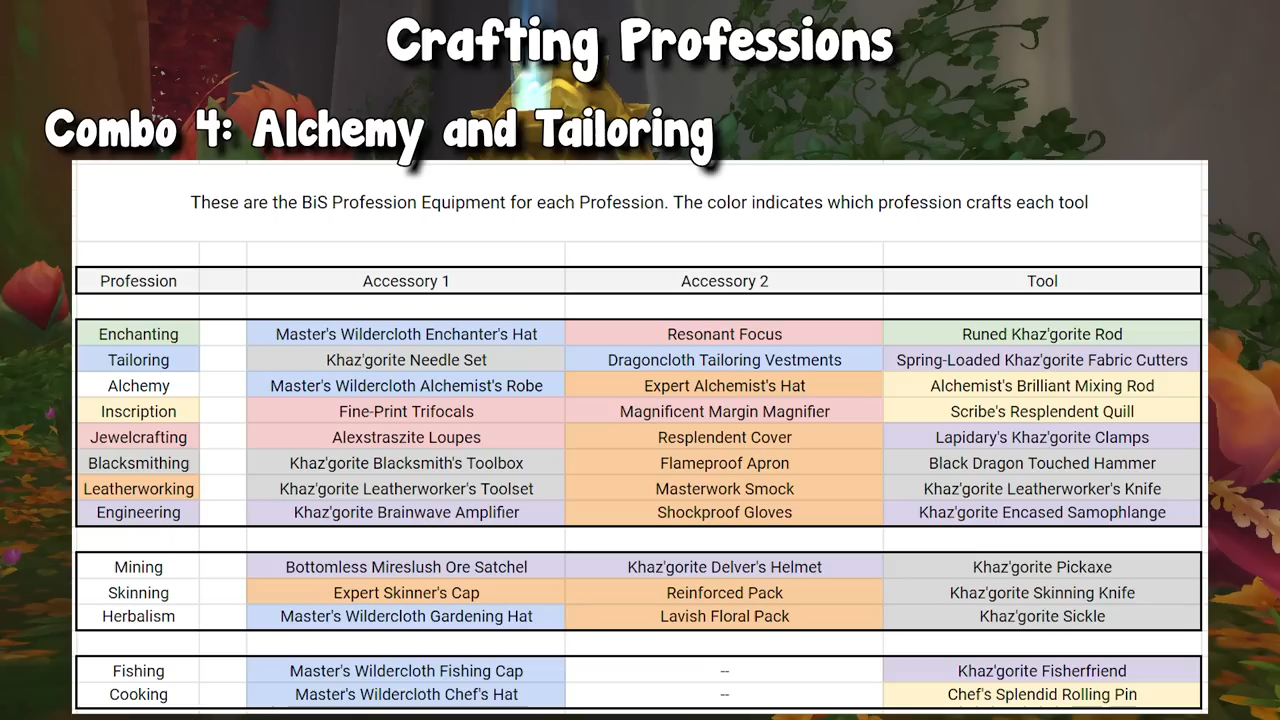 Crafting Professions
Combo 4: Alchemy and Tailoring
These are the BiS Profession Equipment for each Profession. The color indicates which profession crafts each tool
Profession Accessory 1 Accessory 2 Tool
Enchanting Master's Wildercloth Enchanter's Hat Resonant Focus Runed Khaz'gorite Rod
Tailoring Khaz'gorite Needle Set Dragoncloth Tailoring Vestments Spring-Loaded Khaz'gorite Fabric Cutters
Alchemy Master's Wildercloth Alchemist's Robe Expert Alchemist's Hat Alchemist's Brilliant Mixing Rod
Inscription Fine-Print Trifocals Magnificent Margin Magnifier Scribe's Resplendent Quill
Jewelcrafting Alexstraszite Loupes Resplendent Cover Lapidary's Khaz'gorite Clamps
Blacksmithing Khaz'gorite Blacksmith's Toolbox Flameproof Apron Black Dragon Touched Hammer
Leatherworking Khaz'gorite Leatherworker's Toolset Masterwork Smock Khaz'gorite Leatherworker's Knife
Engineering Khaz'gorite Brainwave Amplifier Shockproof Gloves Khaz'gorite Encased Samophlange
Mining Bottomless Mireslush Ore Satchel Khaz'gorite Delver's Helmet Khaz'gorite Pickaxe
Skinning Expert Skinner's Cap Reinforced Pack Khaz'gorite Skinning Knife
Herbalism Master's Wildercloth Gardening Hat Lavish Floral Pack Khaz'gorite Sickle
Fishing Master's Wildercloth Fishing Cap -- Khaz'gorite Fisherfriend
Cooking Master's Wildercloth Chef's Hat -- Chef's Splendid Rolling Pin